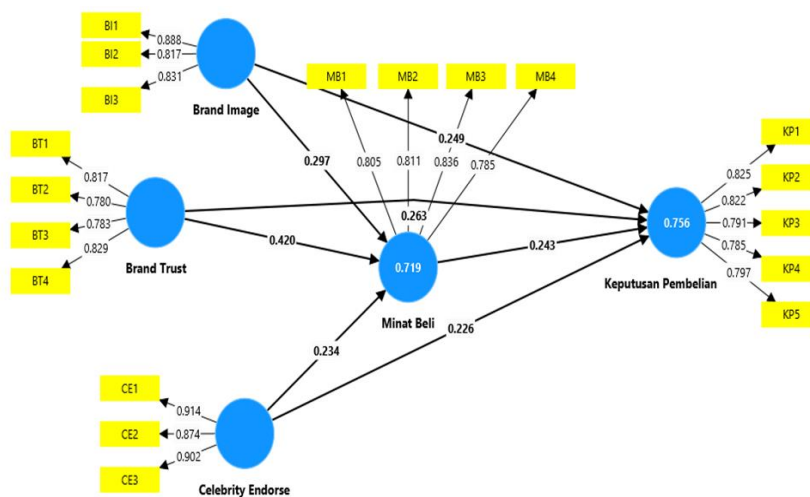 BI1
0.888
BI2
0.817
BI3
0.831
Brand Image
MB1
MB2
MB3
MB4
0.805
0.811
0.836
0.785
0.249
0.297
BT1
0.817
BT2
0.780
BT3
0.783
BT4
0.829
Brand Trust
0.263
0.420
0.719
Minat Beli
0.243
KP1
0.825
KP2
0.822
KP3
0.791
KP4
0.785
KP5
0.797
0.756
Keputusan Pembelian
0.234
0.226
CE1
0.914
CE2
0.874
CE3
0.902
Celebrity Endorse